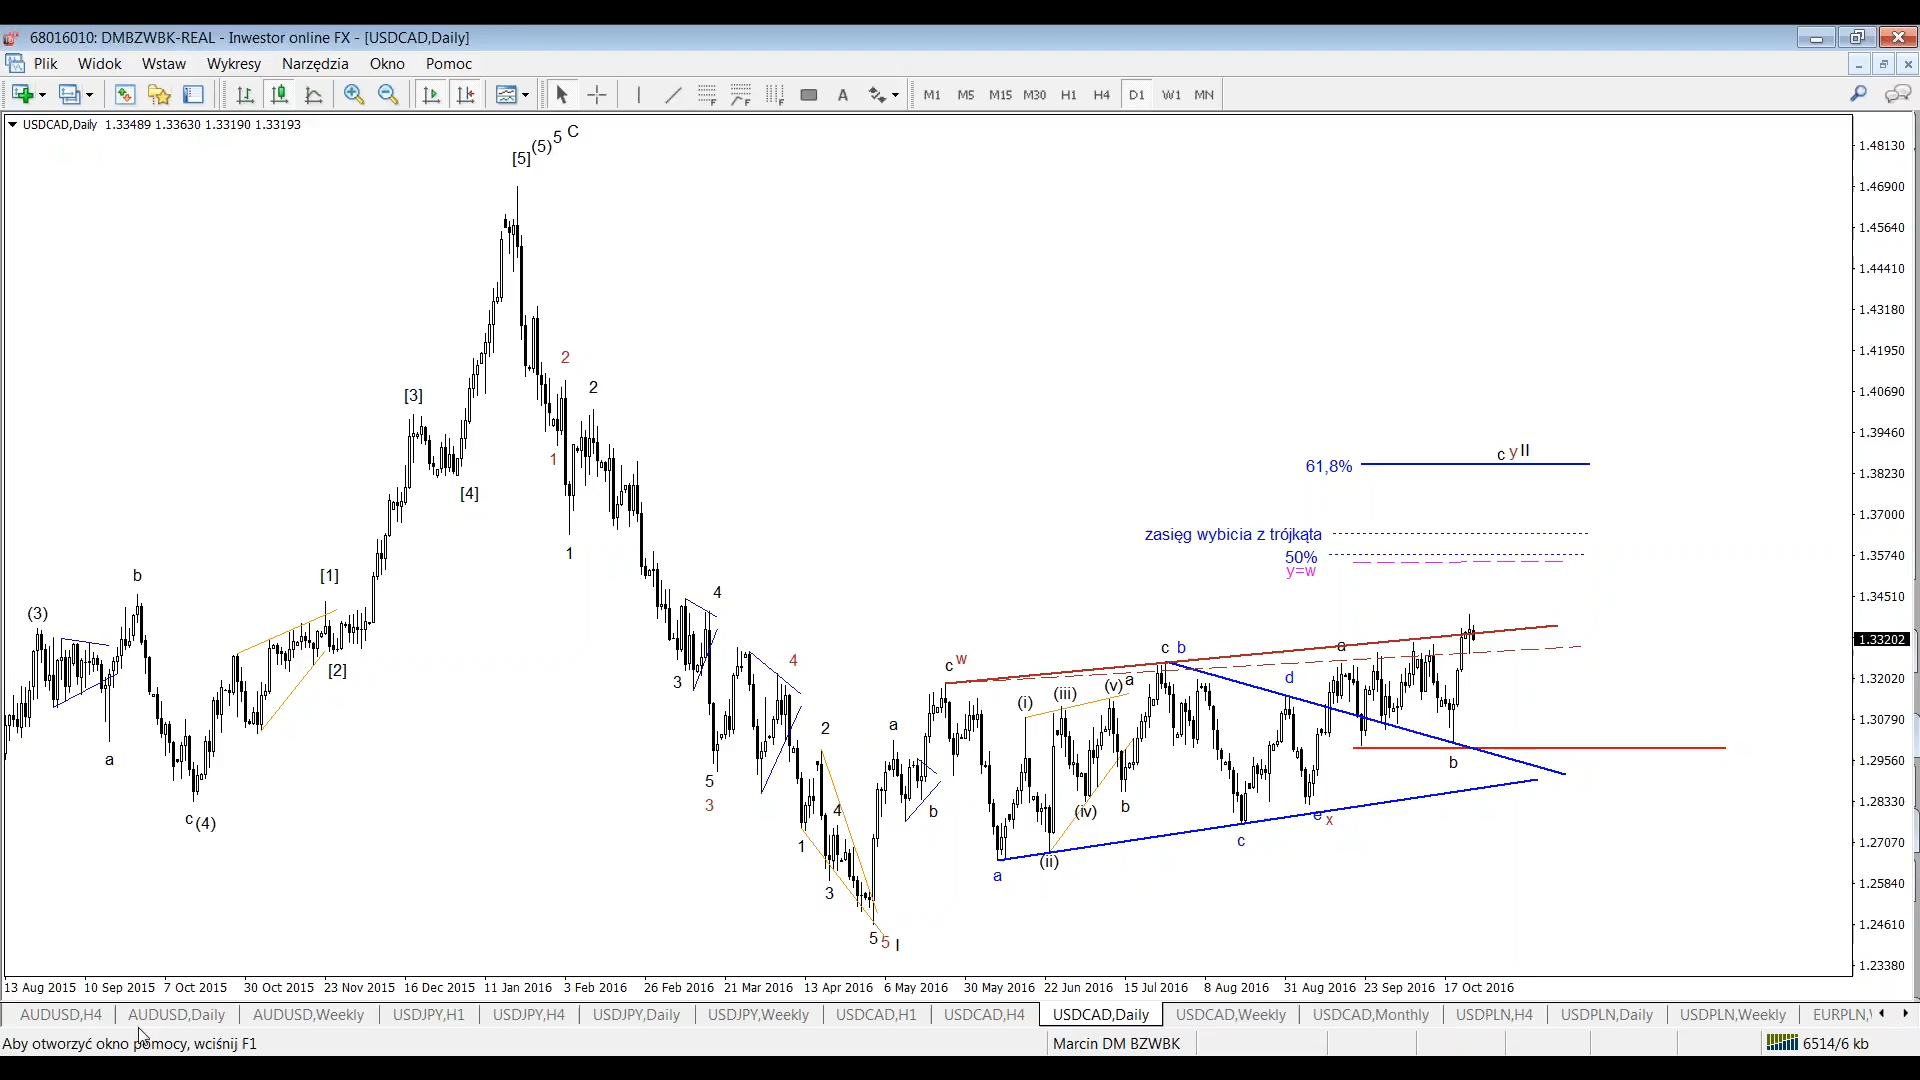 68016010: DMBZWBK-REAL - Inwestor online FX - [USDCAD,Daily]
Plik Widok Wstaw Wykresy Narzędzia Okno Pomoc
A M1 M5 M15 M30 H1 H4 D1 W1 MN
USDCAD,Daily 1.33489 1.33630 1.33190 1.33193
[5] (5) 5 C
1.48130
1.46900
1.45640
1.44410
1.43180
1.41950
1.40690
1.39460
1.38230
1.37000
1.35740
1.34510
1.33202
1.32020
1.30790
1.29560
1.28330
1.27070
1.25840
1.24610
1.23380
2
2
[3]
1
[4]
1
c y II
61,8%
zasięg wybicia z trójkąta
50%
y=w
b
[1]
4
(3)
[2]
4
3
c w
c b
a
d
(i) (iii) (v) a
2
a
a
5
3
b
c (4)
4
b
(iv) b
e x
1
c
(ii)
a
3
5 5 I
13 Aug 2015 10 Sep 2015 7 Oct 2015 30 Oct 2015 23 Nov 2015 16 Dec 2015 11 Jan 2016 3 Feb 2016 26 Feb 2016 21 Mar 2016 13 Apr 2016 6 May 2016 30 May 2016 22 Jun 2016 15 Jul 2016 8 Aug 2016 31 Aug 2016 23 Sep 2016 17 Oct 2016
AUDUSD,H4 AUDUSD,Daily AUDUSD,Weekly USDJPY,H1 USDJPY,H4 USDJPY,Daily USDJPY,Weekly USDCAD,H1 USDCAD,H4 USDCAD,Daily USDCAD,Weekly USDCAD,Monthly USDPLN,H4 USDPLN,Daily USDPLN,Weekly EURPLN,
Aby otworzyć okno pomocy, wciśnij F1 Marcin DM BZWBK 6514/6 kb